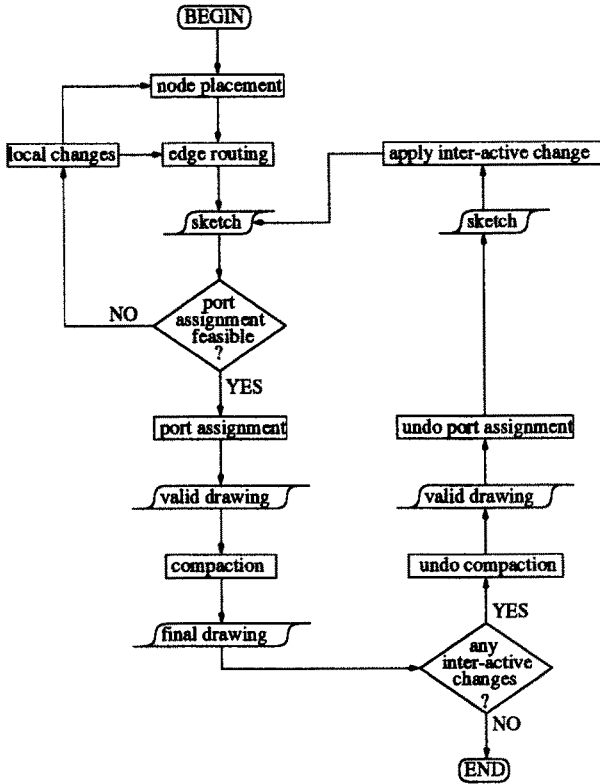 BEGIN
node placement
local changes
edge routing
apply inter-active change
sketch
sketch
port
assignment
feasible
?
NO
YES
port assignment
undo port assignment
valid drawing
valid drawing
compaction
undo compaction
final drawing
YES
any
inter-active
changes
?
NO
END